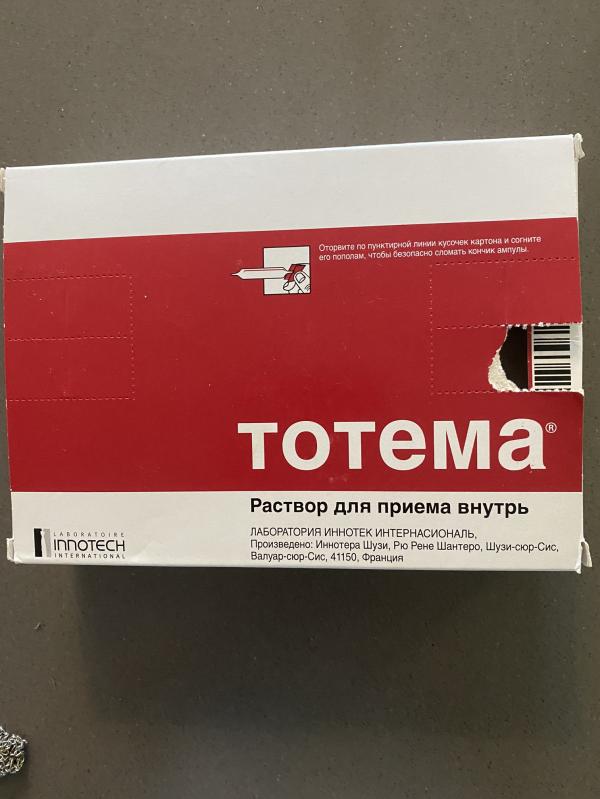 Оторвите по пунктирной линии кусочек картона и согните
его пополам, чтобы безопасно сломать кончик ампулы.
тотема®
Раствор для приема внутрь
LABORATOIRE
INNOTECH
INTERNATIONAL
ЛАБОРАТОРИЯ ИННОТЕК ИНТЕРНАСИОНАЛЬ,
Произведено: Иннотера Шузи, Рю Рене Шантеро, Шузи-сюр-Сис,
Валуар-сюр-Сис, 41150, Франция